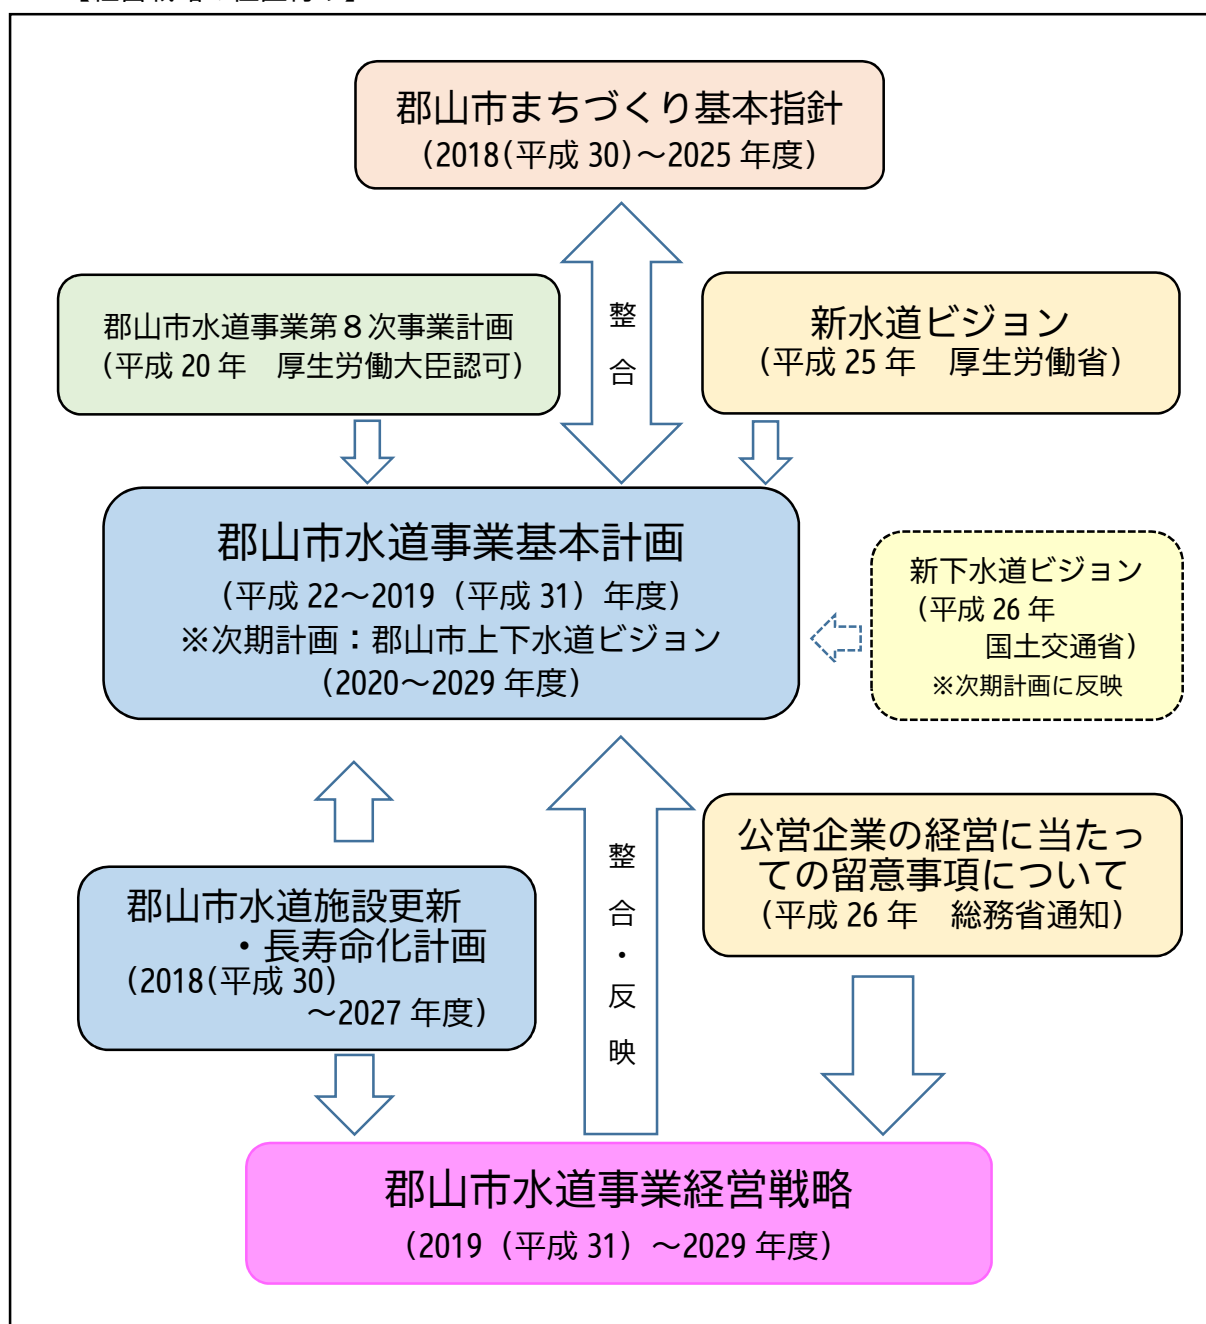 郡山市まちづくり基本指針
（2018(平成 30)～2025 年度）
整
合
郡山市水道事業第８次事業計画
（平成 20 年　厚生労働大臣認可）
新水道ビジョン
（平成 25 年　厚生労働省）
郡山市水道事業基本計画
（平成 22～2019（平成 31）年度）
※次期計画：郡山市上下水道ビジョン
（2020～2029 年度）
新下水道ビジョン
（平成 26 年
国土交通省）
※次期計画に反映
整
合
・
反
映
公営企業の経営に当たっ
ての留意事項について
（平成 26 年　総務省通知）
郡山市水道施設更新
・長寿命化計画
（2018(平成 30)
～2027 年度）
郡山市水道事業経営戦略
（2019（平成 31）～2029 年度）